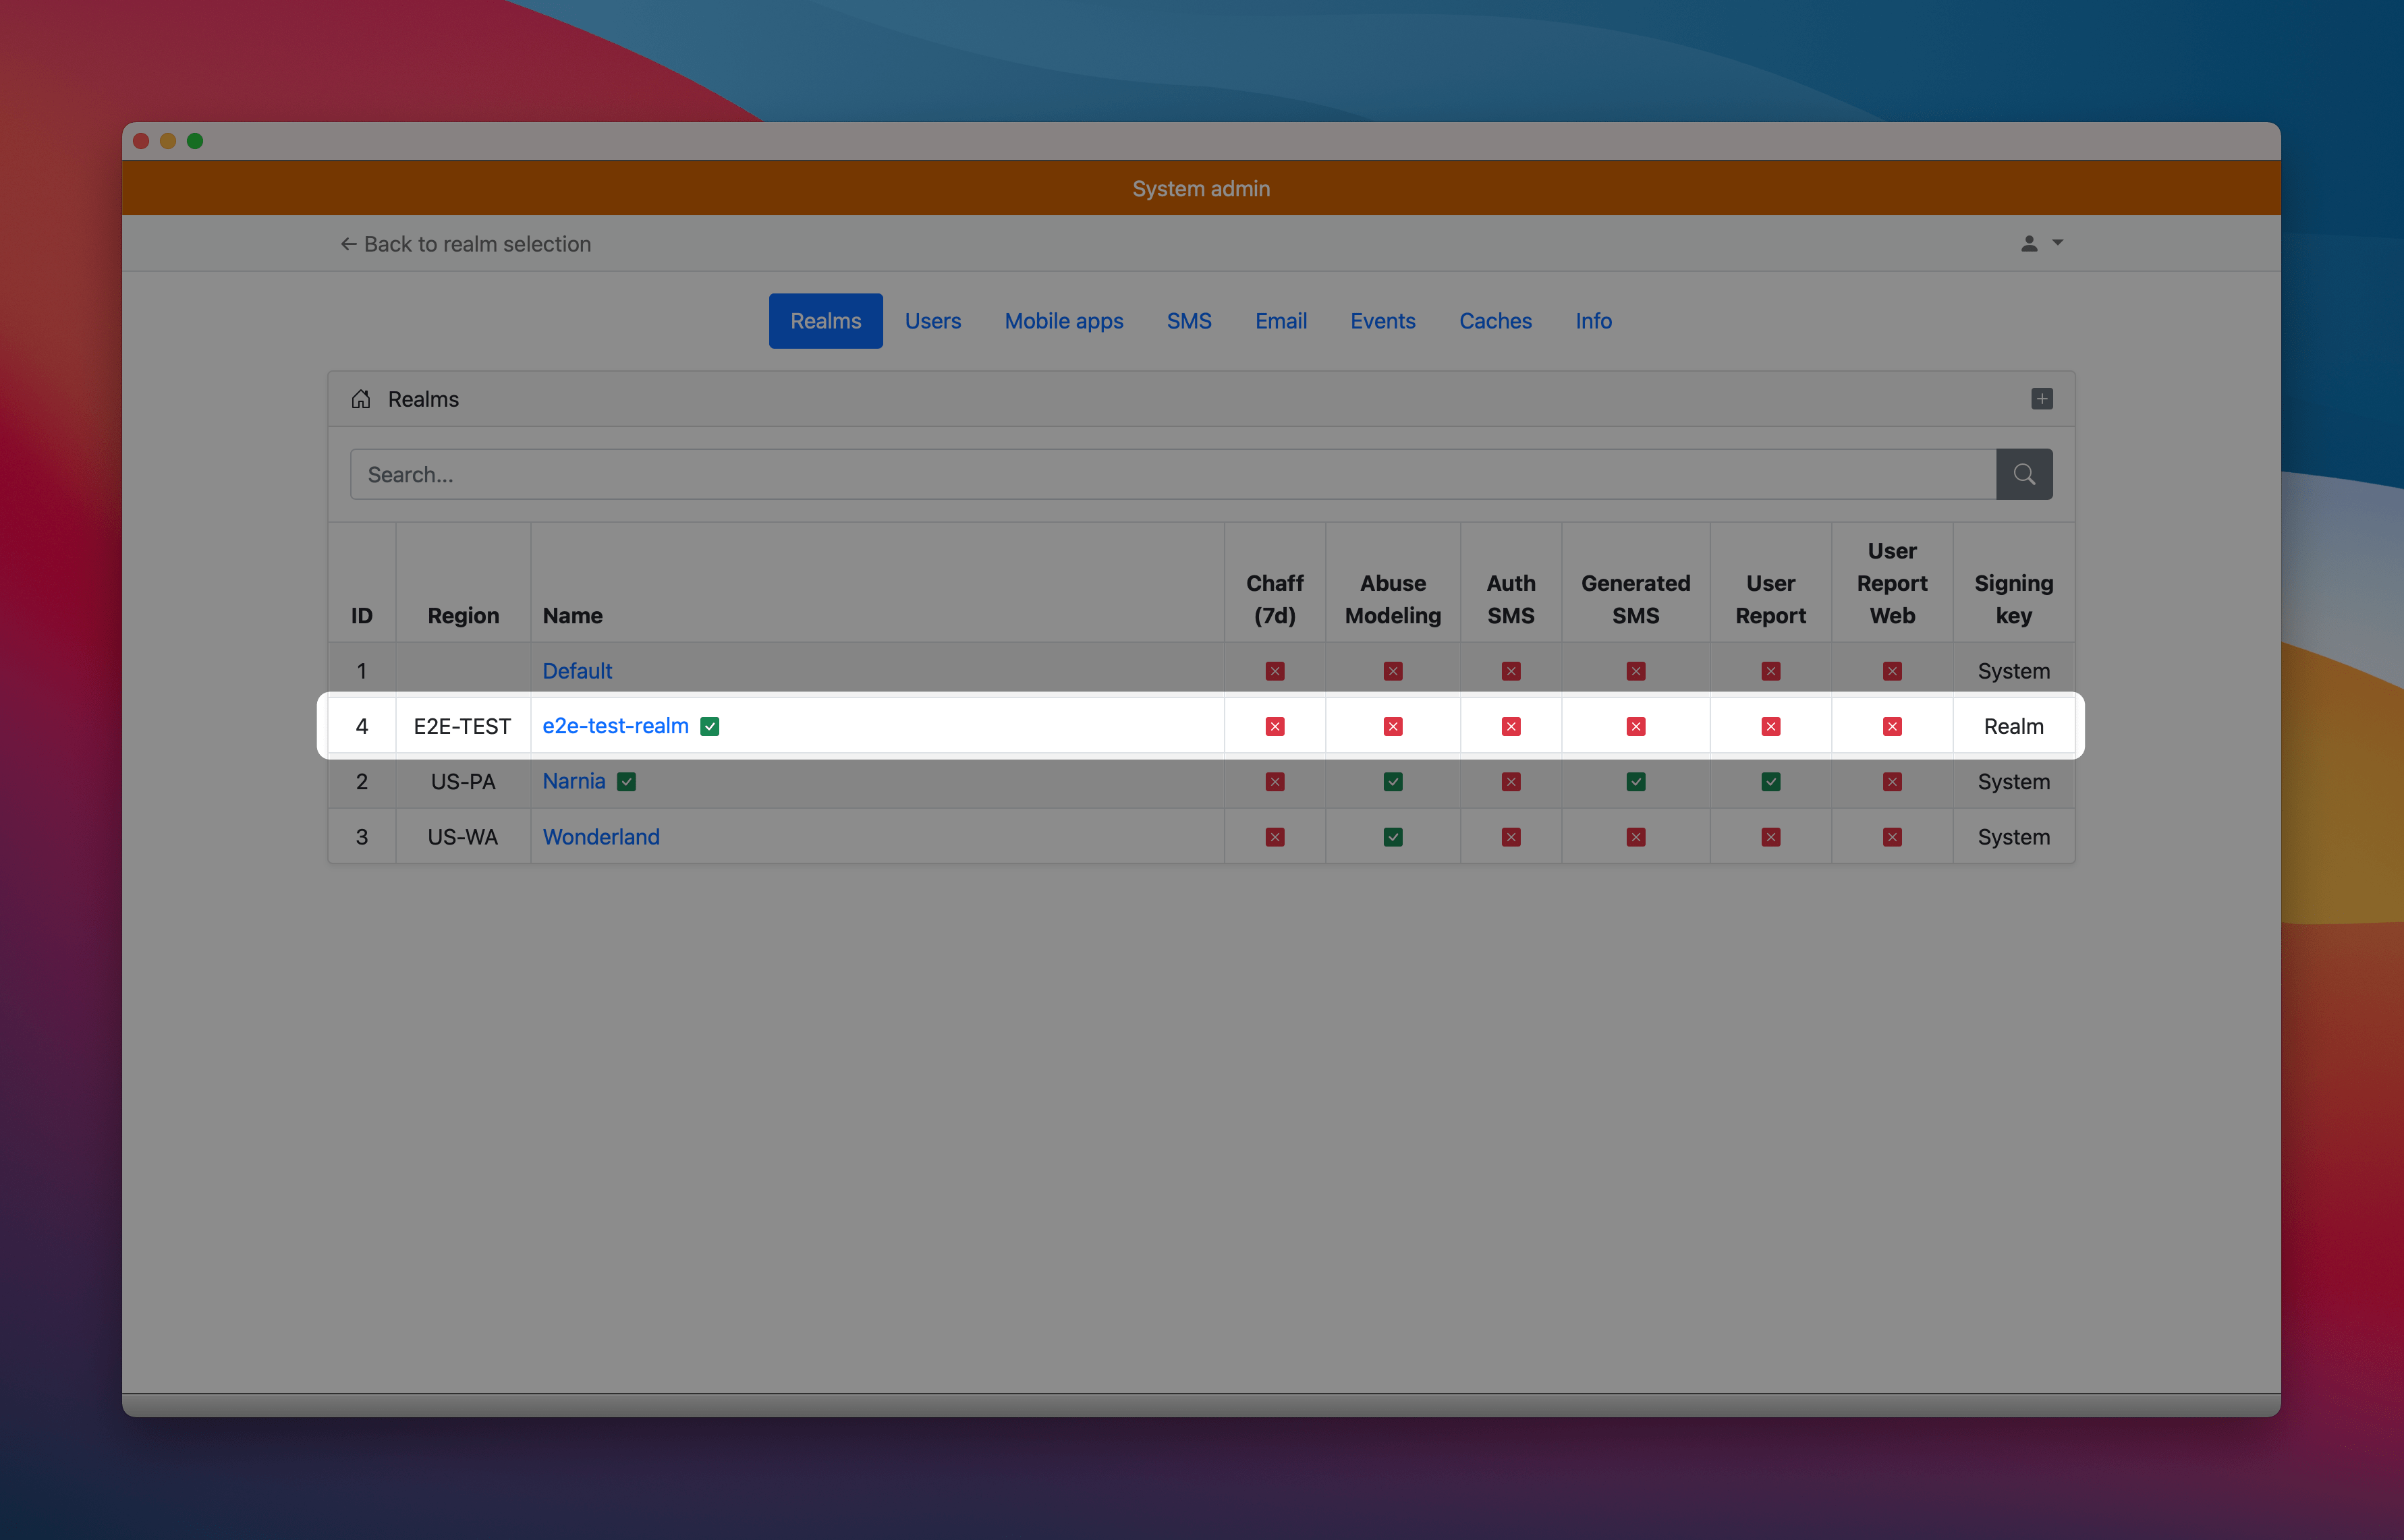 System admin
← Back to realm selection
Realms Users Mobile apps SMS Email Events Caches Info
Realms
Search...
ID Region Name Chaff (7d) Abuse Modeling Auth SMS Generated SMS User Report User Report Web Signing key
1 Default System
4 E2E-TEST e2e-test-realm Realm
2 US-PA Narnia System
3 US-WA Wonderland System